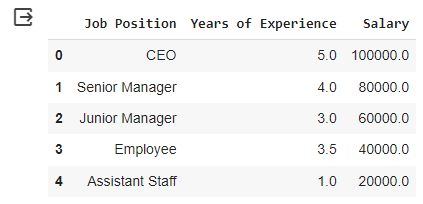 Job Position Years of Experience Salary
0 CEO 5.0 100000.0
1 Senior Manager 4.0 80000.0
2 Junior Manager 3.0 60000.0
3 Employee 3.5 40000.0
4 Assistant Staff 1.0 20000.0